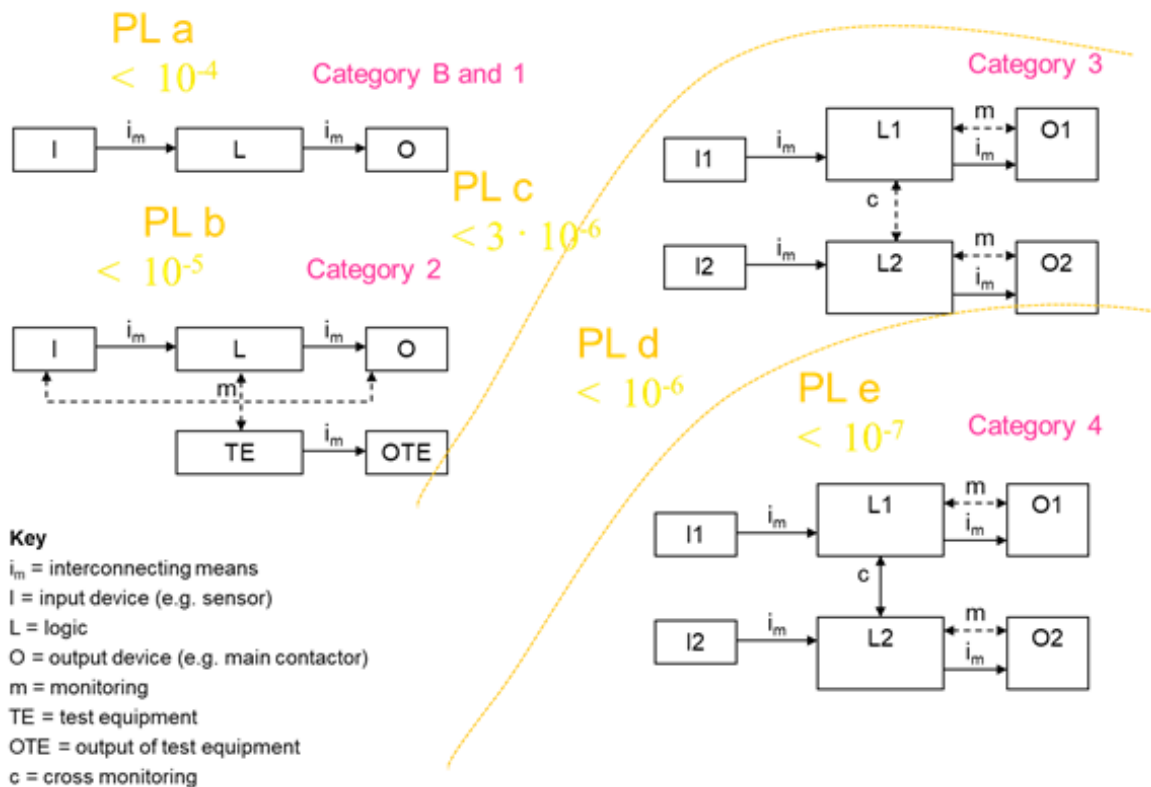 PL a
< 10⁻⁴
Category B and 1
I
iₘ
L
iₘ
O
PL b
< 10⁻⁵
Category 2
I
iₘ
L
iₘ
O
m
TE
iₘ
OTE
PL c
< 3 · 10⁻⁶
Category 3
I1
iₘ
L1
m
iₘ
O1
c
I2
iₘ
L2
m
iₘ
O2
PL d
< 10⁻⁶
PL e
< 10⁻⁷
Category 4
I1
iₘ
L1
m
iₘ
O1
c
I2
iₘ
L2
m
iₘ
O2
Key
iₘ = interconnecting means
I = input device (e.g. sensor)
L = logic
O = output device (e.g. main contactor)
m = monitoring
TE = test equipment
OTE = output of test equipment
c = cross monitoring